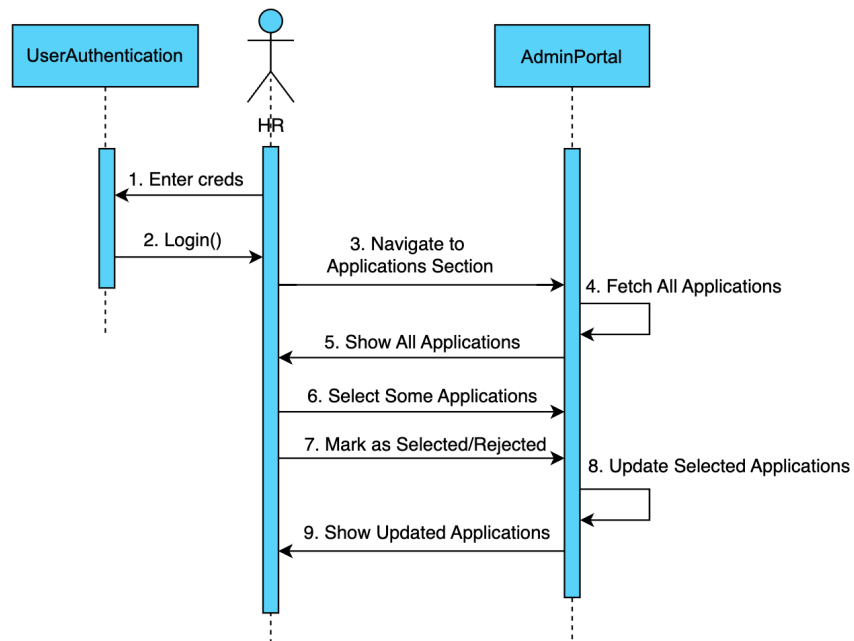 UserAuthentication
AdminPortal
HR
1. Enter creds
2. Login()
3. Navigate to
Applications Section
4. Fetch All Applications
5. Show All Applications
6. Select Some Applications
7. Mark as Selected/Rejected
8. Update Selected Applications
9. Show Updated Applications